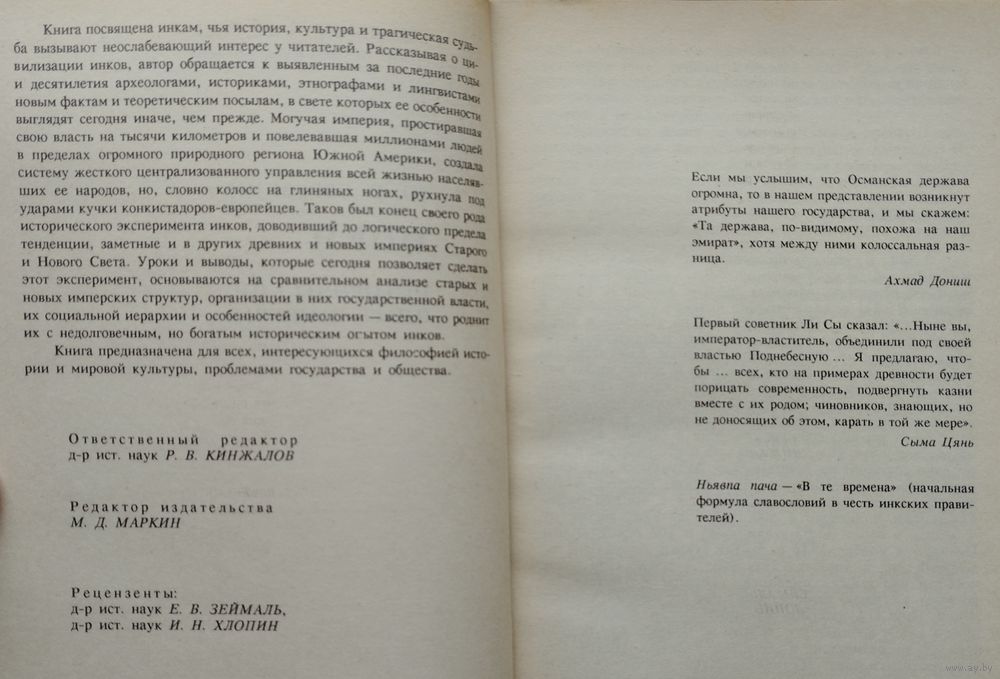 Книга посвящена инкам, чья история, культура и трагическая судь-
ба вызывают неослабевающий интерес у читателей. Рассказывая о ци-
вилизации инков, автор обращается к выявленным за последние годы
и десятилетия археологами, историками, этнографами и лингвистами
новым фактам и теоретическим посылам, в свете которых ее особенности
выглядят сегодня иначе, чем прежде. Могучая империя, простиравшая
свою власть на тысячи километров и повелевавшая миллионами людей
в пределах огромного природного региона Южной Америки, создала
систему жесткого централизованного управления всей жизнью населяв-
ших ее народов, но, словно колосс на глиняных ногах, рухнула под
ударами кучки конкистадоров-европейцев. Таков был конец своего рода
исторического эксперимента инков, доводивший до логического предела
тенденции, заметные и в других древних и новых империях Старого
и Нового Света. Уроки и выводы, которые сегодня позволяет сделать
этот эксперимент, основываются на сравнительном анализе старых и
новых имперских структур, организации в них государственной власти,
их социальной иерархии и особенностей идеологии — всего, что роднит
их с недолговечным, но богатым историческим опытом инков.
Книга предназначена для всех, интересующихся философией исто-
рии и мировой культуры, проблемами государства и общества.
Ответственный редактор
д-р ист. наук Р. В. КИНЖАЛОВ
Редактор издательства
М. Д. МАРКИН
Рецензенты:
д-р ист. наук Е. В. ЗЕЙМАЛЬ,
д-р ист. наук И. Н. ХЛОПИН
Если мы услышим, что Османская держава
огромна, то в нашем представлении возникнут
атрибуты нашего государства, и мы скажем:
«Та держава, по-видимому, похожа на наш
эмират», хотя между ними колоссальная раз-
ница.
Ахмад Дониш
Первый советник Ли Сы сказал: «...Ныне вы,
император-властитель, объединили под своей
властью Поднебесную ... Я предлагаю, что-
бы ... всех, кто на примерах древности будет
порицать современность, подвергнуть казни
вместе с их родом; чиновников, знающих, но
не доносящих об этом, карать в той же мере».
Сыма Цянь
Ньявпа пача — «В те времена» (начальная
формула славословий в честь инкских прави-
телей).
www.ay.by